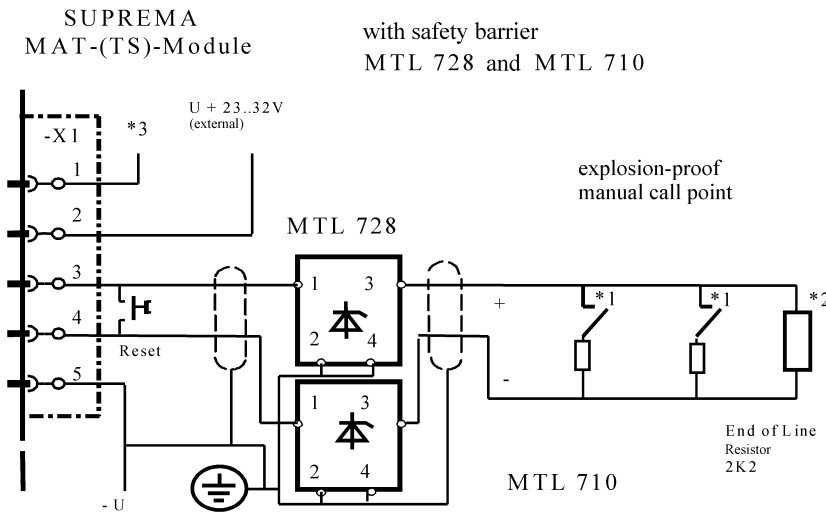 SUPREMA
MAT-(TS)-Module
with safety barrier
MTL 728 and MTL 710
U + 23..32V
(external)
-X1
*3
1
2
3
4
5
explosion-proof
manual call point
MTL 728
1 3
2 4
Reset
+
-
*1
*1
*2
1 3
2 4
End of Line
Resistor
2K2
MTL 710
- U